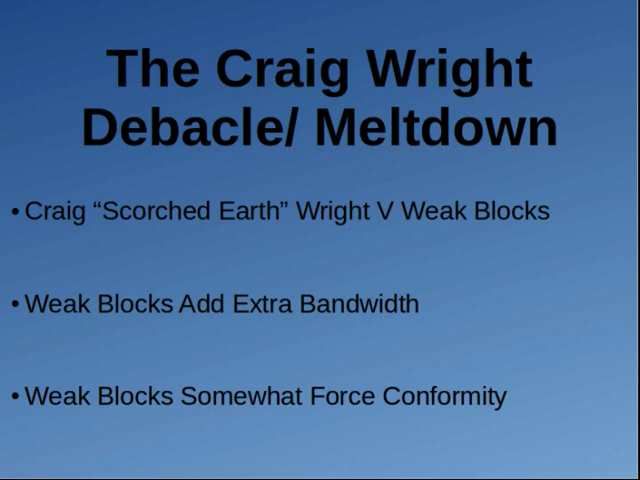 The Craig Wright
Debacle/ Meltdown
• Craig “Scorched Earth” Wright V Weak Blocks
• Weak Blocks Add Extra Bandwidth
• Weak Blocks Somewhat Force Conformity